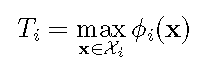 $T_i = \max_{\mathbf{x} \in \mathcal{X}_i} \phi_i(\mathbf{x})$